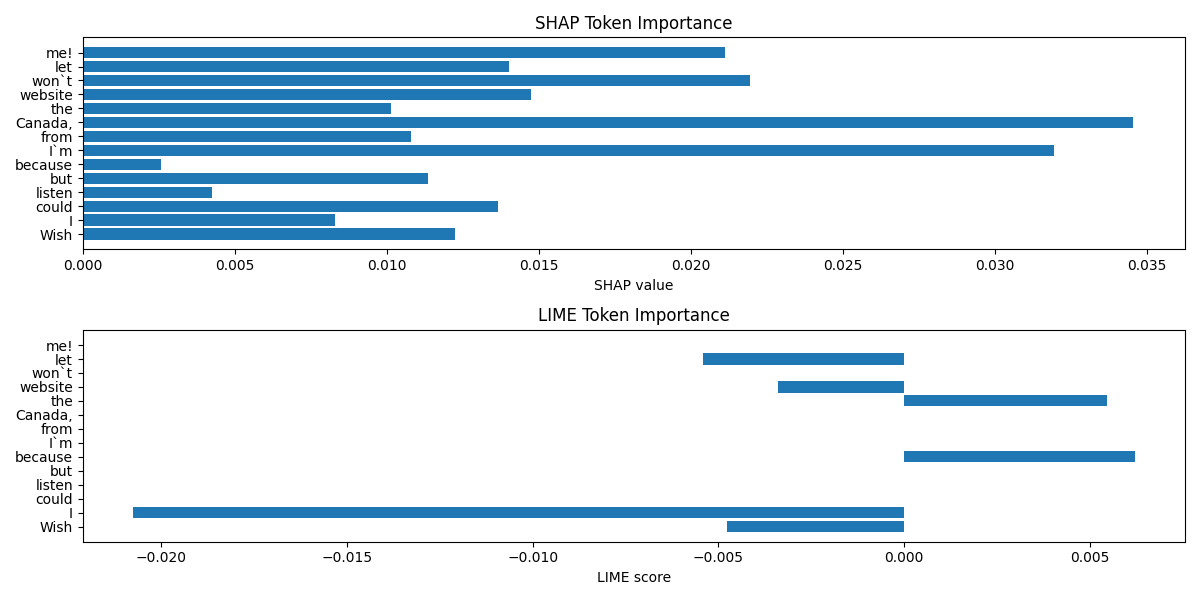 SHAP Token Importance
me!
let
won`t
website
the
Canada,
from
I`m
because
but
listen
could
I
Wish
0.000 0.005 0.010 0.015 0.020 0.025 0.030 0.035
SHAP value
LIME Token Importance
me!
let
won`t
website
the
Canada,
from
I`m
because
but
listen
could
I
Wish
−0.020 −0.015 −0.010 −0.005 0.000 0.005
LIME score